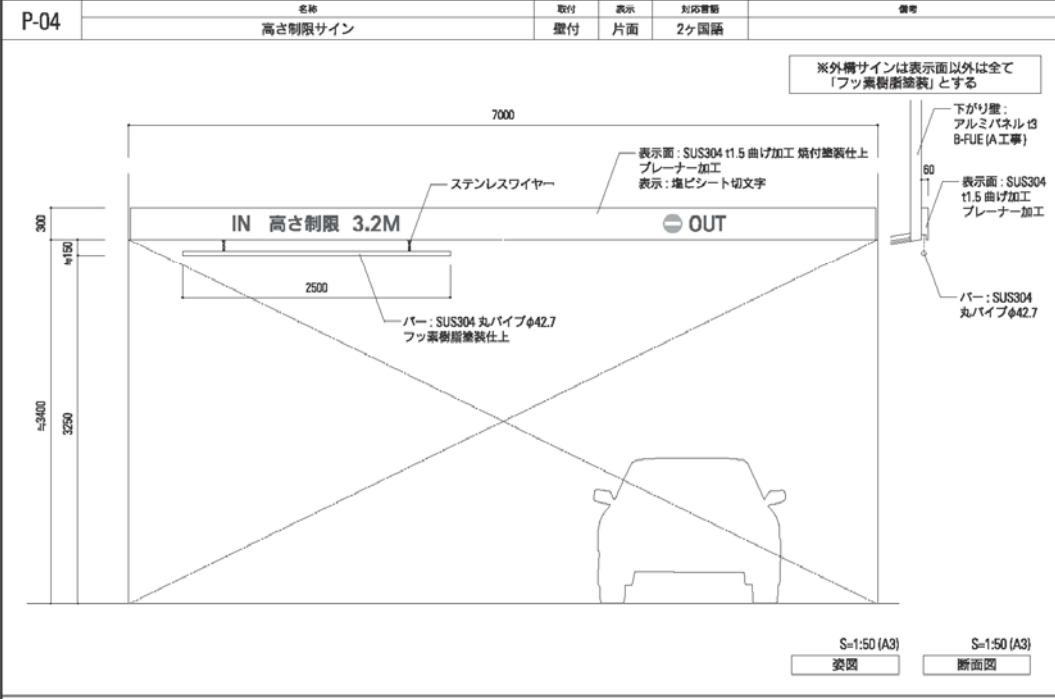 P-04
名称
高さ制限サイン
取付
壁付
表示
片面
対応言語
2ヶ国語
備考
※外構サインは表示面以外は全て
「フッ素樹脂塗装」とする
7000
下がり壁:
アルミパネル t3
B-FUE (A工事)
60
表示面:SUS304 t1.5 曲げ加工 焼付塗装仕上
プレーナー加工
表示:塩ビシート切文字
ステンレスワイヤー
表示面:SUS304
t1.5 曲げ加工
プレーナー加工
300
IN 高さ制限 3.2M
OUT
≒150
2500
バー:SUS304 丸パイプφ42.7
フッ素樹脂塗装仕上
バー:SUS304
丸パイプφ42.7
≒3400
3250
S=1:50 (A3)
姿図
S=1:50 (A3)
断面図